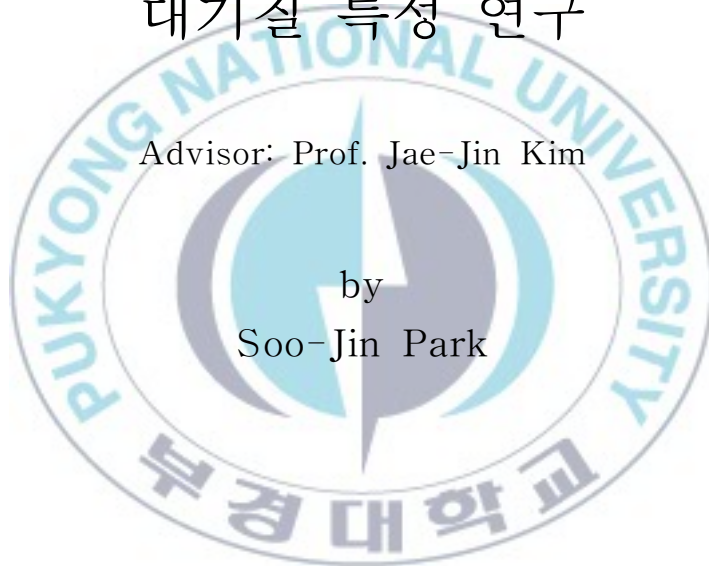 대기질 특성 연구
PUKYONG NATIONAL UNIVERSITY
Advisor: Prof. Jae-Jin Kim
by
Soo-Jin Park
부경대학교